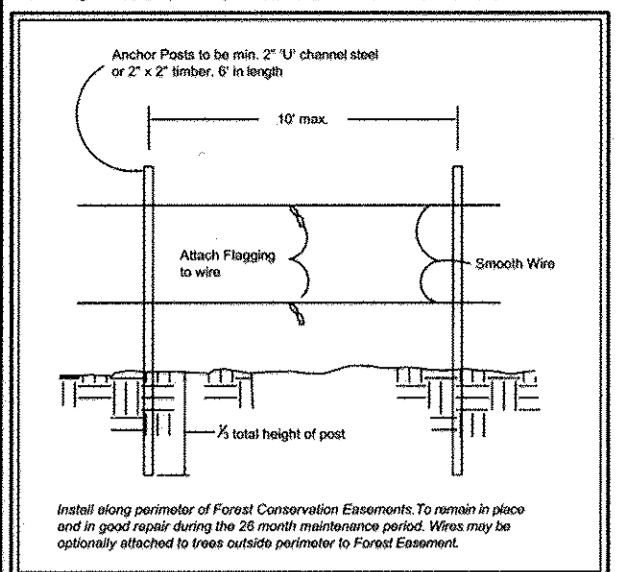 Anchor Posts to be min. 2" 'U' channel steel
or 2" x 2" timber. 6' in length
10' max.
Attach Flagging
to wire
Smooth Wire
⅓ total height of post
Install along perimeter of Forest Conservation Easements. To remain in place
and in good repair during the 26 month maintenance period. Wires may be
optionally attached to trees outside perimeter to Forest Easement.